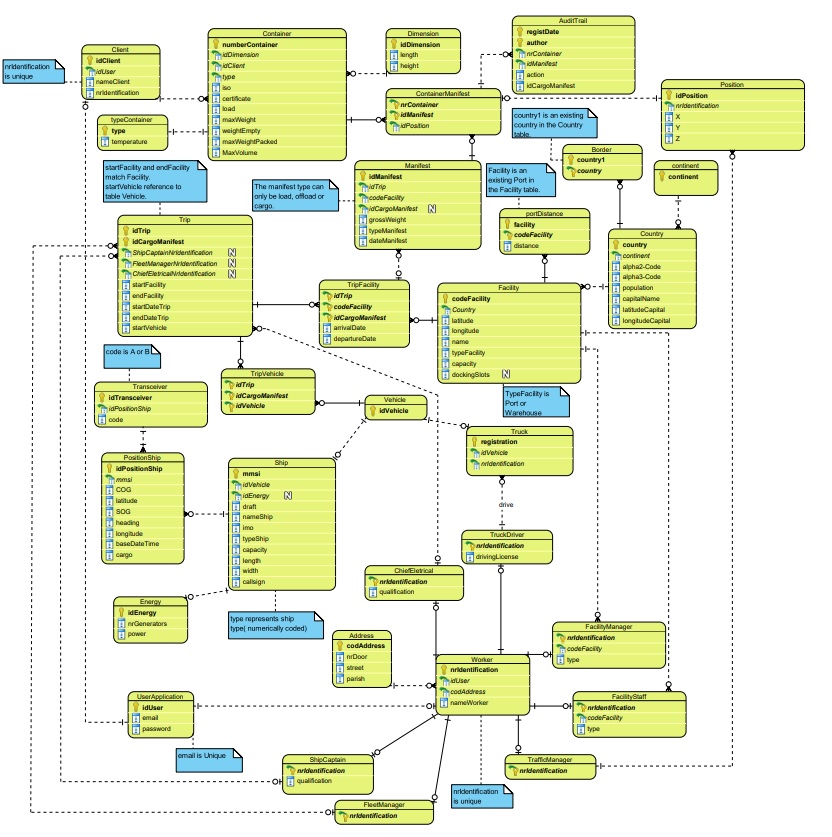 AuditTrail
registDate
author
nrContainer
idManifest
action
idCargoManifest
Container
numberContainer
idDimension
idClient
type
iso
certificate
load
maxWeight
weightEmpty
maxWeightPacked
MaxVolume
Dimension
idDimension
length
height
Client
idClient
idUser
nameClient
nrIdentification
nrIdentification
is unique
ContainerManifest
nrContainer
idManifest
idPosition
Position
idPosition
nrIdentification
X
Y
Z
typeContainer
type
temperature
country1 is an existing
country in the Country
table.
Border
country1
country
continent
continent
startFacility and endFacility
match Facility.
startVehicle reference to
table Vehicle.
The manifest type can
only be load, offload or
cargo.
Manifest
idManifest
idTrip
codeFacility
idCargoManifest
grossWeight
typeManifest
dateManifest
Facility is an
existing Port in
the Facility table.
portDistance
facility
codeFacility
distance
Country
country
continent
alpha2-Code
alpha3-Code
population
capitalName
latitudeCapital
longitudeCapital
Trip
idTrip
idCargoManifest
ShipCaptainNrIdentification
FleetManagerNrIdentification
ChiefEletricalNrIdentification
startFacility
endFacility
startDateTrip
endDateTrip
startVehicle
TripFacility
idTrip
codeFacility
idCargoManifest
arrivalDate
departureDate
Facility
codeFacility
Country
latitude
longitude
name
typeFacility
capacity
dockingSlots
code is A or B
Transceiver
idTransceiver
idPositionShip
code
TripVehicle
idTrip
idCargoManifest
idVehicle
Vehicle
idVehicle
TypeFacility is
Port or
Warehouse
Truck
registration
idVehicle
nrIdentification
drive
PositionShip
idPositionShip
mmsi
COG
latitude
SOG
heading
longitude
baseDateTime
cargo
Ship
mmsi
idVehicle
idEnergy
draft
nameShip
imo
typeShip
capacity
length
width
callsign
TruckDriver
nrIdentification
drivingLicense
ChiefEletrical
nrIdentification
qualification
Energy
idEnergy
nrGenerators
power
type represents ship
type( numerically coded)
Address
codAddress
nrDoor
street
parish
FacilityManager
nrIdentification
codeFacility
type
Worker
nrIdentification
idUser
codAddress
nameWorker
UserApplication
idUser
email
password
FacilityStaff
nrIdentification
codeFacility
type
email is Unique
ShipCaptain
nrIdentification
qualification
TrafficManager
nrIdentification
nrIdentification
is unique
FleetManager
nrIdentification